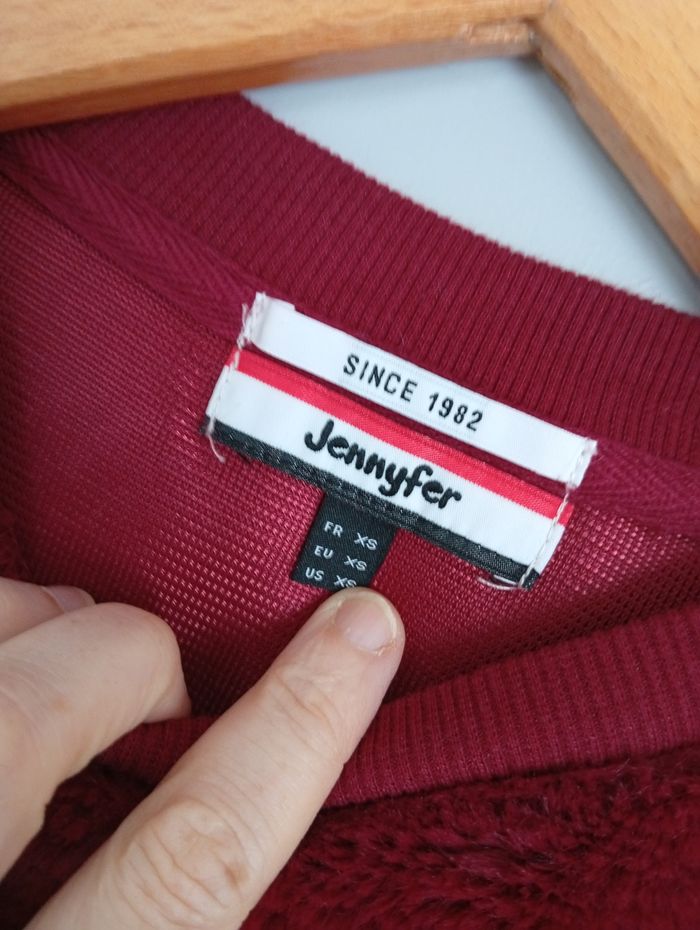 SINCE 1982
Jennyfer
FR XS
EU XS
US XS